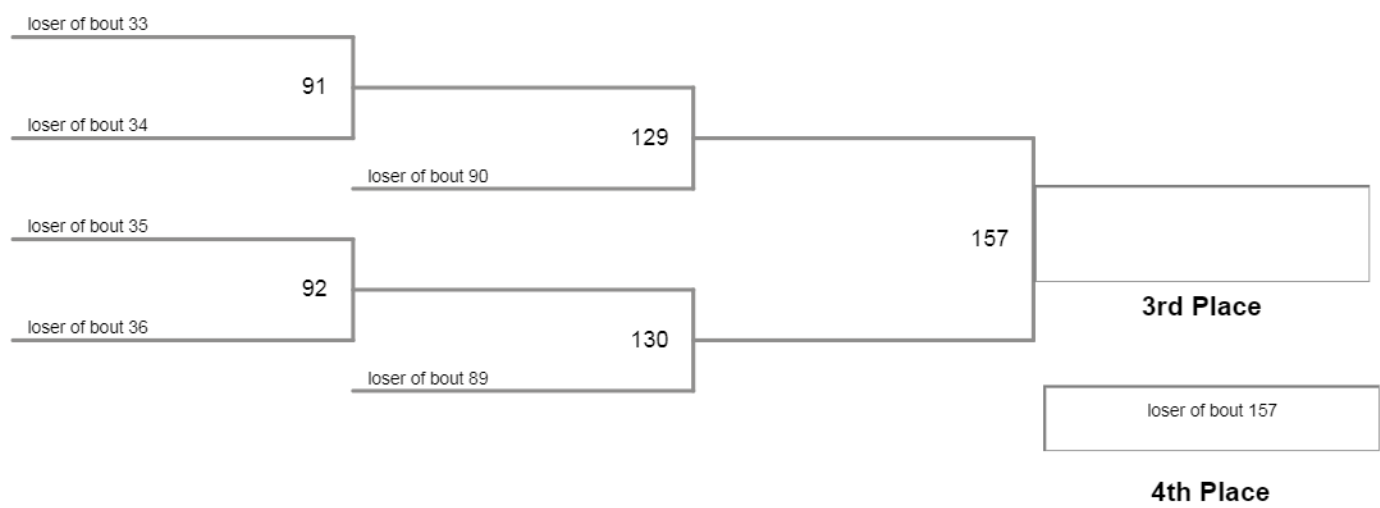 loser of bout 33
91
loser of bout 34
129
loser of bout 90
loser of bout 35
157
92
3rd Place
loser of bout 36
130
loser of bout 89
loser of bout 157
4th Place